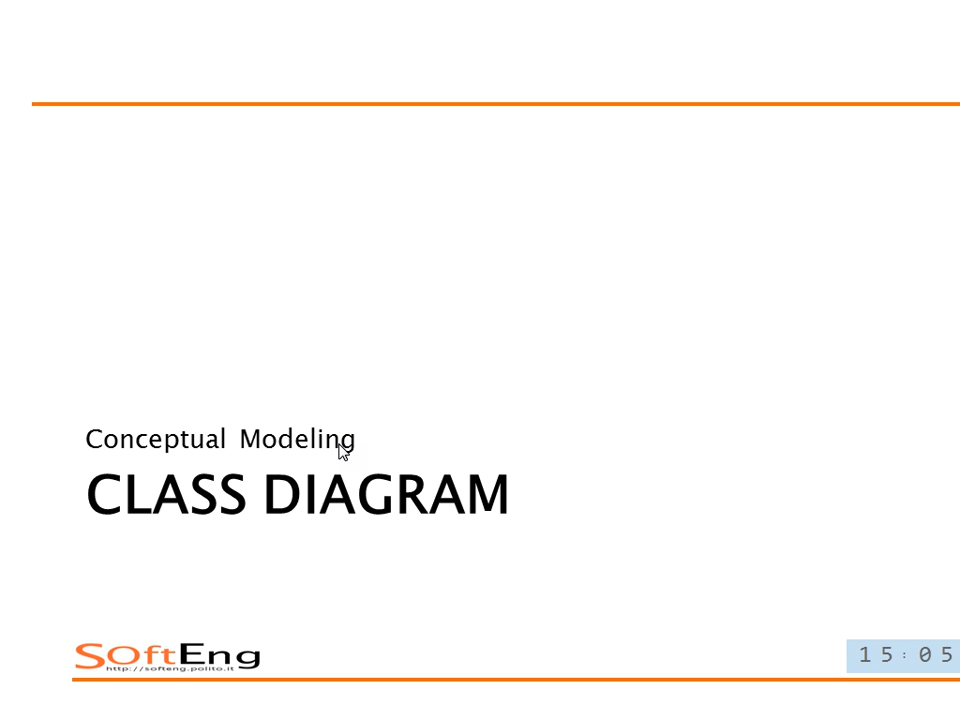 Conceptual Modeling
CLASS DIAGRAM
SoftEng
http://softeng.polito.it
15:05